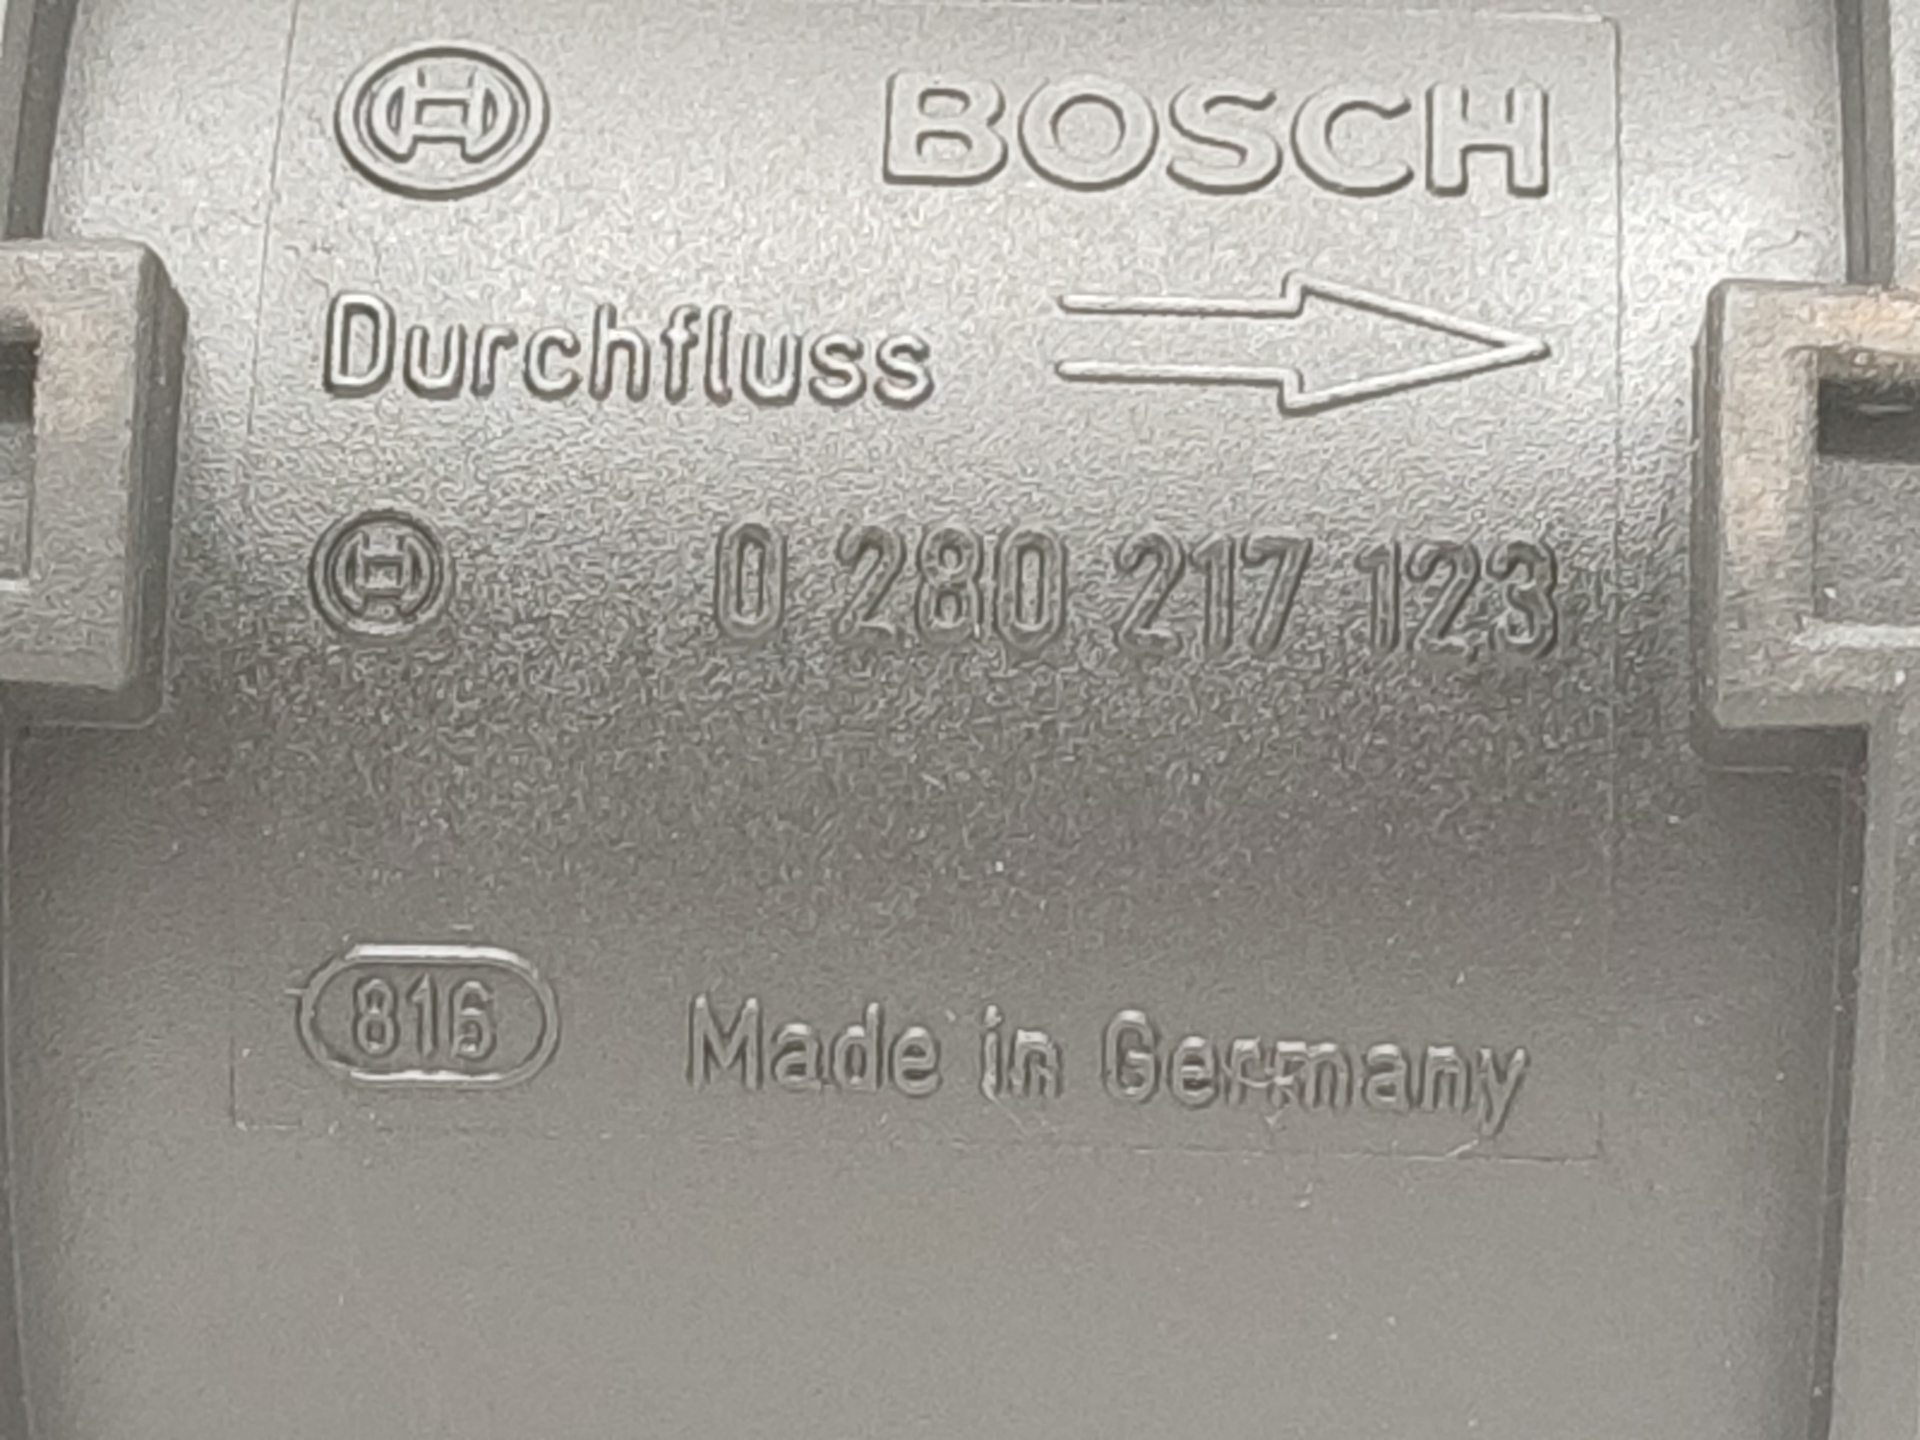 BOSCH
Durchfluss
0 280 217 123
816 Made in Germany